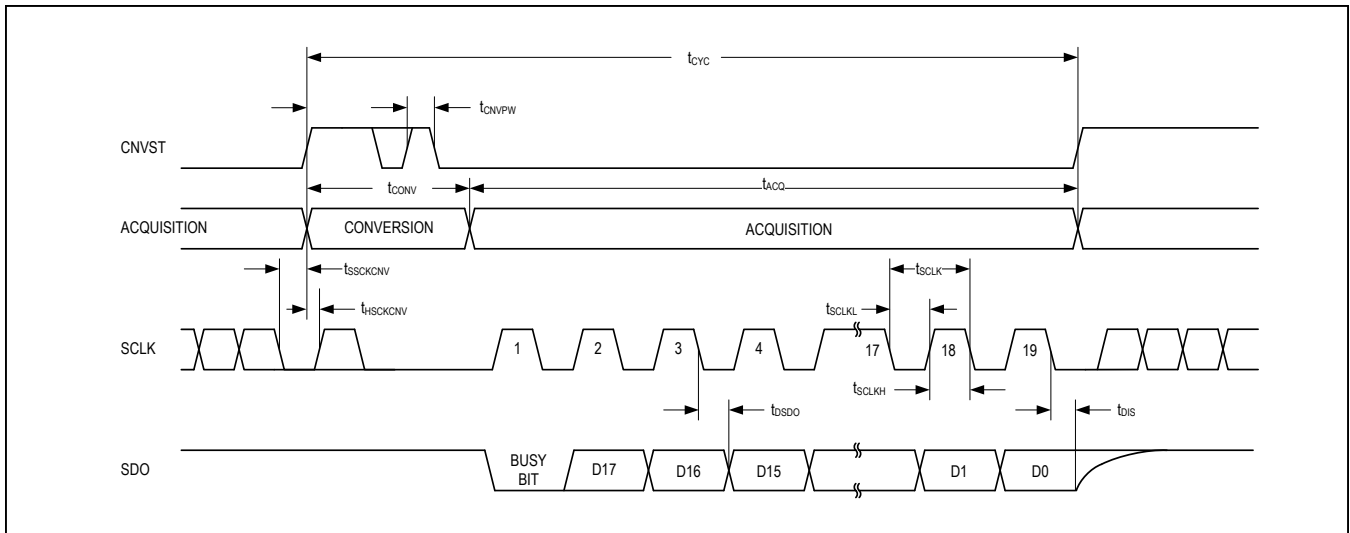 tCYC
tCNVPW
CNVST
tCONV
tACQ
ACQUISITION
CONVERSION
ACQUISITION
tSSCKCNV
tHSCKCNV
tSCLK
tSCLKL
SCLK
1 2 3 4 17 18 19
tSCLKH
tDSDO
tDIS
SDO
BUSY
BIT
D17 D16 D15 D1 D0